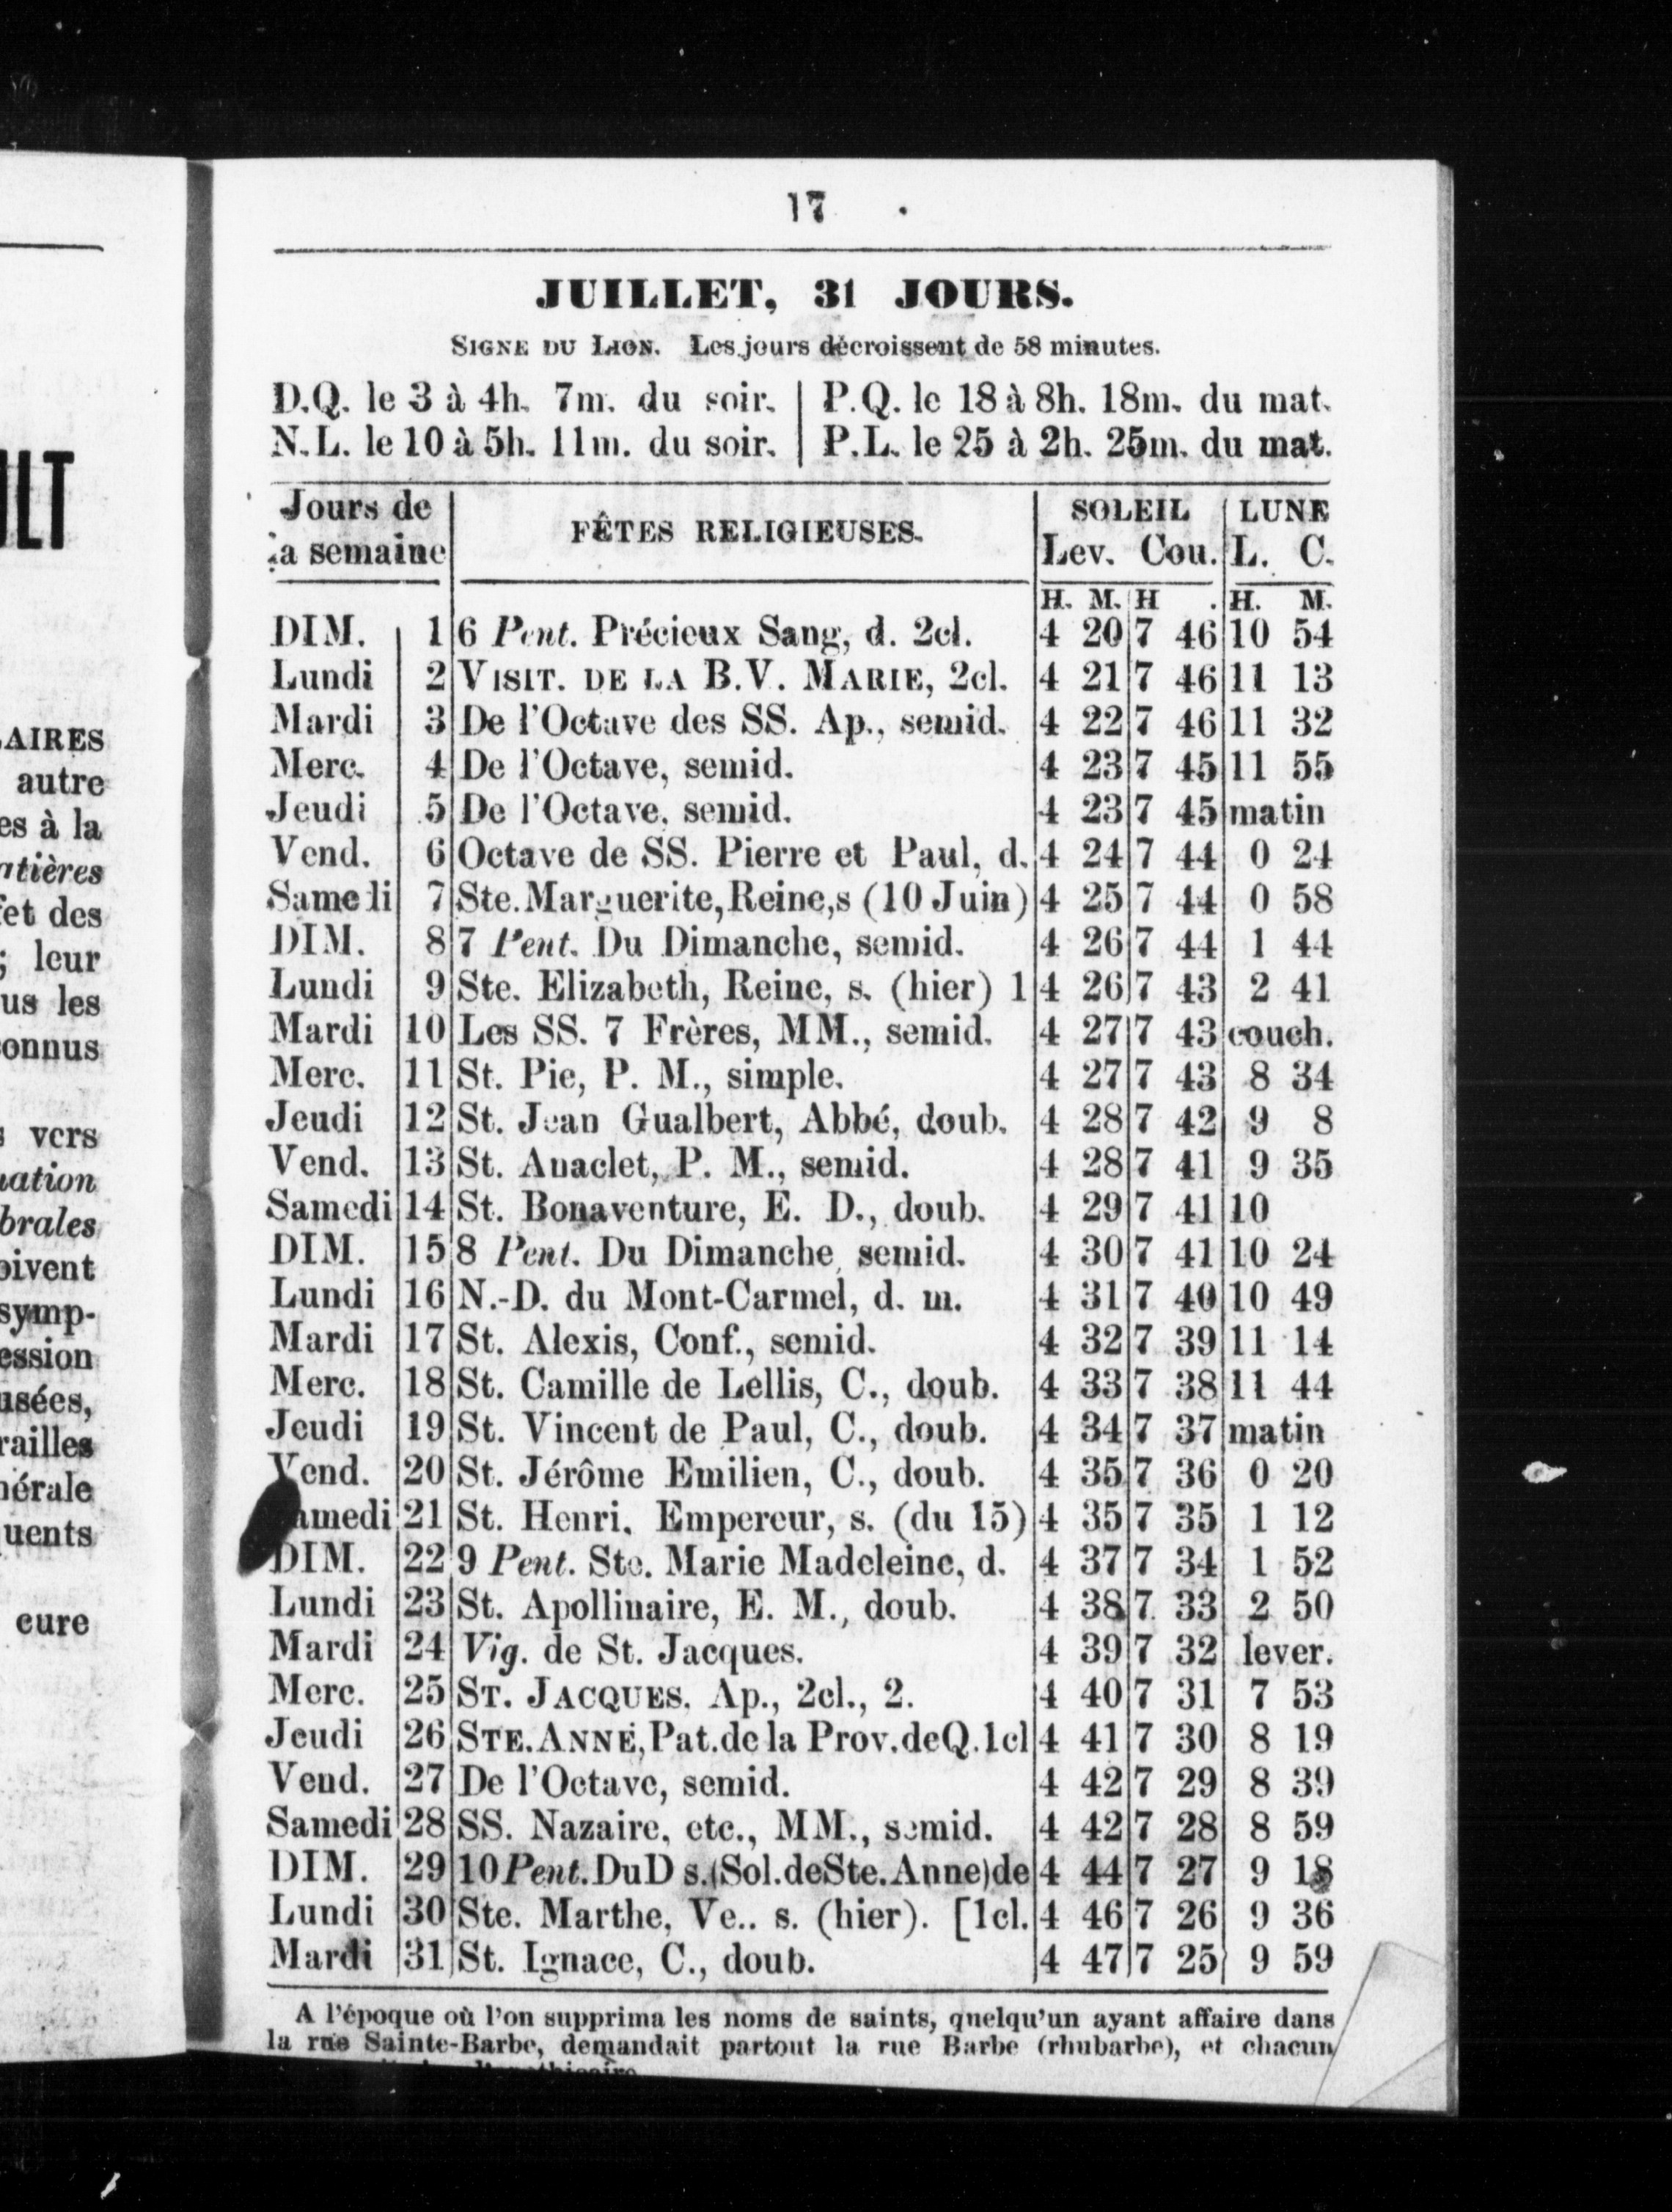 17
JUILLET, 31 JOURS.
SIGNE DU LION. Les jours décroissent de 58 minutes.
D.Q. le 3 à 4h. 7m. du soir. | P.Q. le 18 à 8h. 18m. du mat.
N.L. le 10 à 5h. 11m. du soir. | P.L. le 25 à 2h. 25m. du mat.
Jours de la semaine | FÊTES RELIGIEUSES. | SOLEIL Lev. Cou. | LUNE L. C.
H. M. H . H. M.
DIM. 1 6 Pent. Précieux Sang, d. 2cl. 4 20 7 46 10 54
Lundi 2 VISIT. DE LA B.V. MARIE, 2cl. 4 21 7 46 11 13
Mardi 3 De l'Octave des SS. Ap., semid. 4 22 7 46 11 32
Merc. 4 De l'Octave, semid. 4 23 7 45 11 55
Jeudi 5 De l'Octave, semid. 4 23 7 45 matin
Vend. 6 Octave de SS. Pierre et Paul, d. 4 24 7 44 0 24
Samedi 7 Ste. Marguerite, Reine, s (10 Juin) 4 25 7 44 0 58
DIM. 8 7 Pent. Du Dimanche, semid. 4 26 7 44 1 44
Lundi 9 Ste. Elizabeth, Reine, s. (hier) 1 4 26 7 43 2 41
Mardi 10 Les SS. 7 Frères, MM., semid. 4 27 7 43 couch.
Merc. 11 St. Pie, P. M., simple. 4 27 7 43 8 34
Jeudi 12 St. Jean Gualbert, Abbé, doub. 4 28 7 42 9 8
Vend. 13 St. Anaclet, P. M., semid. 4 28 7 41 9 35
Samedi 14 St. Bonaventure, E. D., doub. 4 29 7 41 10
DIM. 15 8 Pent. Du Dimanche, semid. 4 30 7 41 10 24
Lundi 16 N.-D. du Mont-Carmel, d. m. 4 31 7 40 10 49
Mardi 17 St. Alexis, Conf., semid. 4 32 7 39 11 14
Merc. 18 St. Camille de Lellis, C., doub. 4 33 7 38 11 44
Jeudi 19 St. Vincent de Paul, C., doub. 4 34 7 37 matin
Vend. 20 St. Jérôme Emilien, C., doub. 4 35 7 36 0 20
amedi 21 St. Henri, Empereur, s. (du 15) 4 35 7 35 1 12
DIM. 22 9 Pent. Ste. Marie Madeleine, d. 4 37 7 34 1 52
Lundi 23 St. Apollinaire, E. M., doub. 4 38 7 33 2 50
Mardi 24 Vig. de St. Jacques. 4 39 7 32 lever.
Merc. 25 ST. JACQUES, Ap., 2cl., 2. 4 40 7 31 7 53
Jeudi 26 STE. ANNE, Pat. de la Prov. de Q. 1cl 4 41 7 30 8 19
Vend. 27 De l'Octave, semid. 4 42 7 29 8 39
Samedi 28 SS. Nazaire, etc., MM., semid. 4 42 7 28 8 59
DIM. 29 10 Pent. Du D s. (Sol. de Ste. Anne) de 4 44 7 27 9 18
Lundi 30 Ste. Marthe, Ve.. s. (hier). [1cl. 4 46 7 26 9 36
Mardi 31 St. Ignace, C., doub. 4 47 7 25 9 59
A l'époque où l'on supprima les noms de saints, quelqu'un ayant affaire dans
la rue Sainte-Barbe, demandait partout la rue Barbe (rhubarbe), et chacun